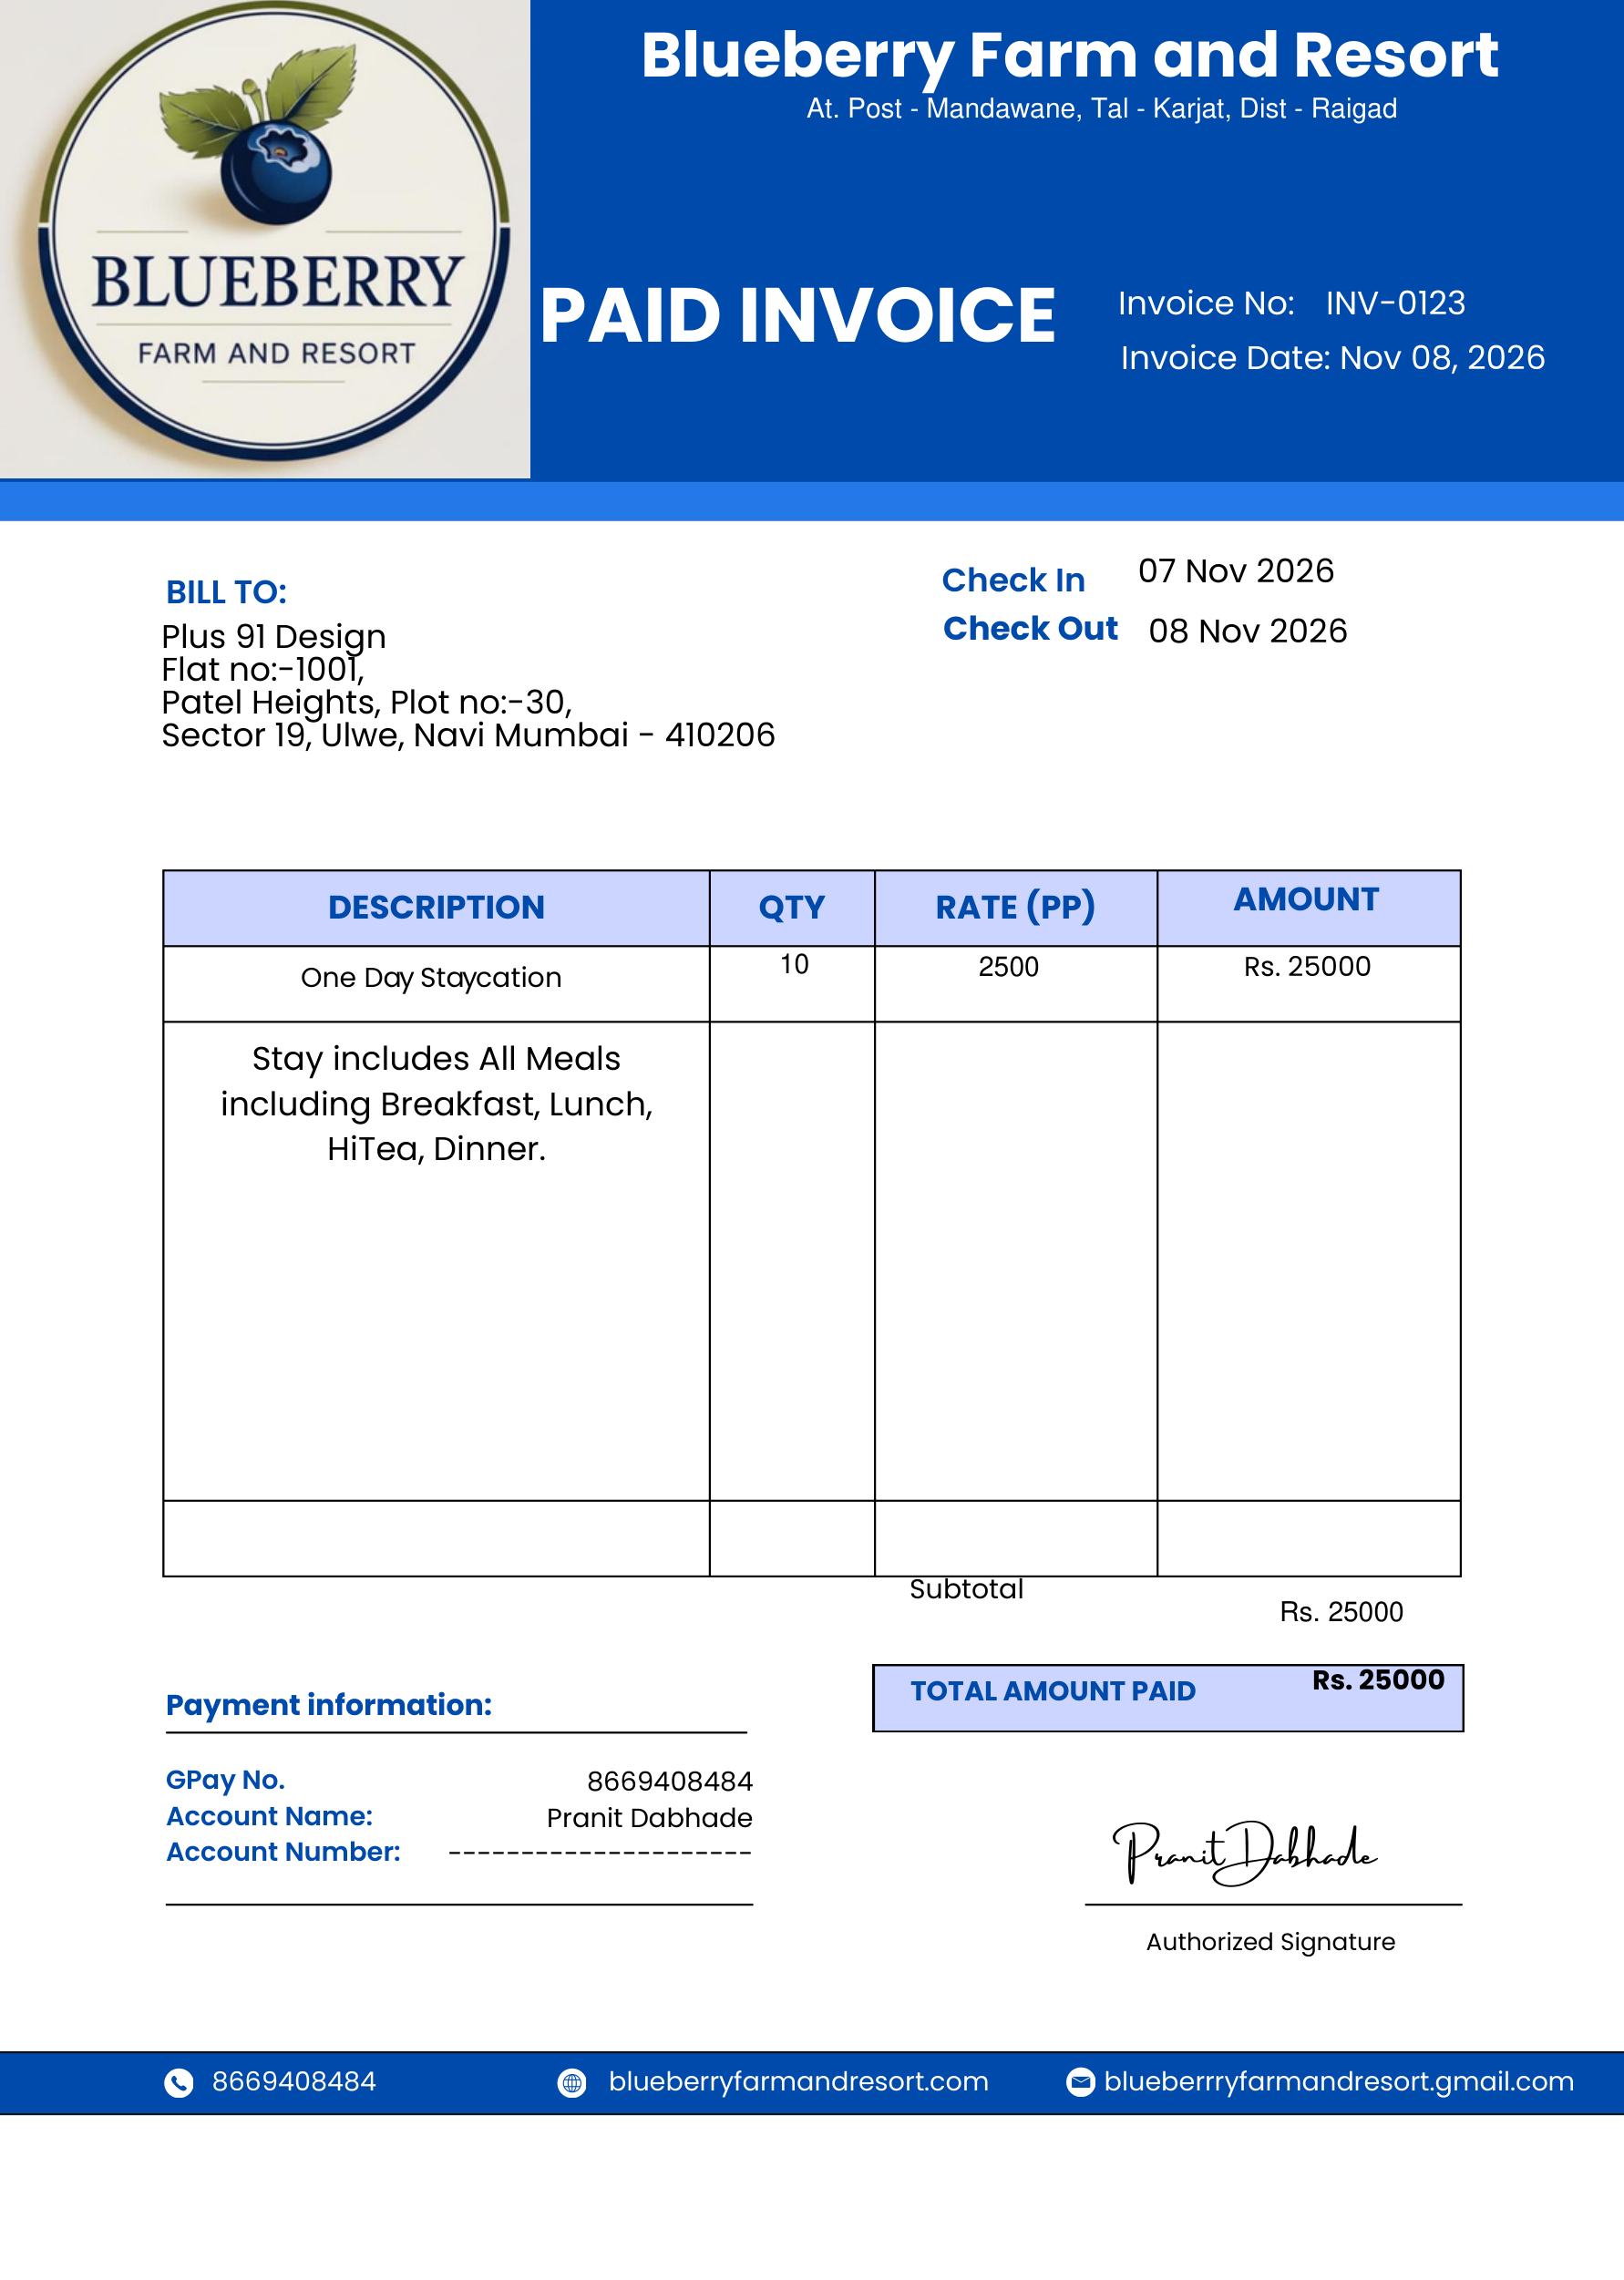 BLUEBERRY
FARM AND RESORT
Blueberry Farm and Resort
At. Post - Mandawane, Tal - Karjat, Dist - Raigad
PAID INVOICE
Invoice No: INV-0123
Invoice Date: Nov 08, 2026
BILL TO:
Plus 91 Design
Flat no:-1001,
Patel Heights, Plot no:-30,
Sector 19, Ulwe, Navi Mumbai - 410206
Check In 07 Nov 2026
Check Out 08 Nov 2026
DESCRIPTION QTY RATE (PP) AMOUNT
One Day Staycation 10 2500 Rs. 25000
Stay includes All Meals
including Breakfast, Lunch,
HiTea, Dinner.
Subtotal Rs. 25000
TOTAL AMOUNT PAID Rs. 25000
Payment information:
GPay No. 8669408484
Account Name: Pranit Dabhade
Account Number: ---------------------
Pranit Dabhade
Authorized Signature
8669408484 blueberryfarmandresort.com blueberrryfarmandresort.gmail.com